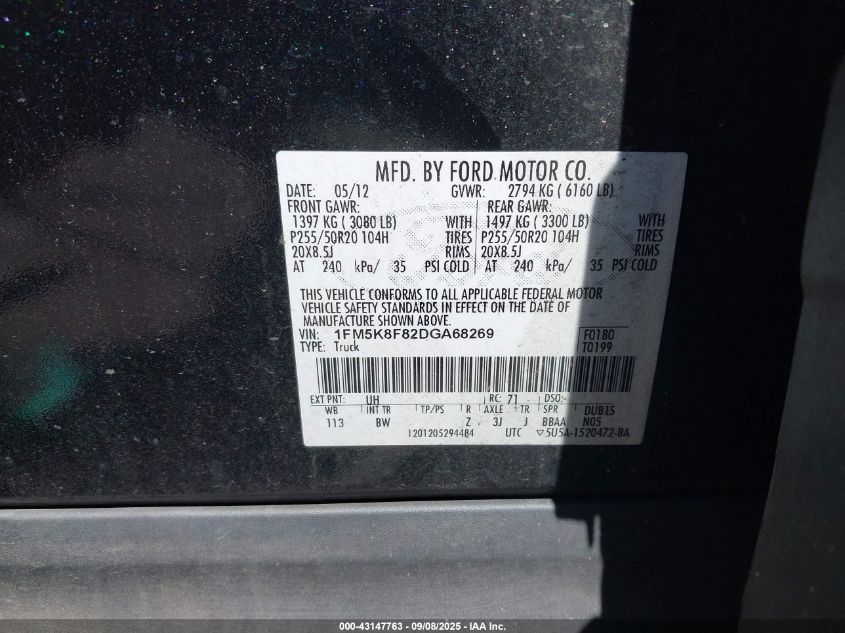 MFD. BY FORD MOTOR CO.
DATE: 05/12 GVWR: 2794 KG ( 6160 LB)
FRONT GAWR: REAR GAWR:
1397 KG ( 3080 LB) WITH 1497 KG ( 3300 LB) WITH
P255/50R20 104H TIRES P255/50R20 104H TIRES
20X8.5J RIMS 20X8.5J RIMS
AT 240 kPa/ 35 PSI COLD AT 240 kPa/ 35 PSI COLD
THIS VEHICLE CONFORMS TO ALL APPLICABLE FEDERAL MOTOR
VEHICLE SAFETY STANDARDS IN EFFECT ON THE DATE OF
MANUFACTURE SHOWN ABOVE.
VIN: 1FM5K8F82DGA68269 F0180
TYPE: Truck T0199
EXT PNT: UH RC: 71 DSO:
WB INT TR TP/PS R AXLE TR SPR DUB1S
113 BW Z 3J J BBAA N05
1201205294484 UTC ▽5U5A-1520472-BA
000-43147763 - 09/08/2025 - IAA Inc.